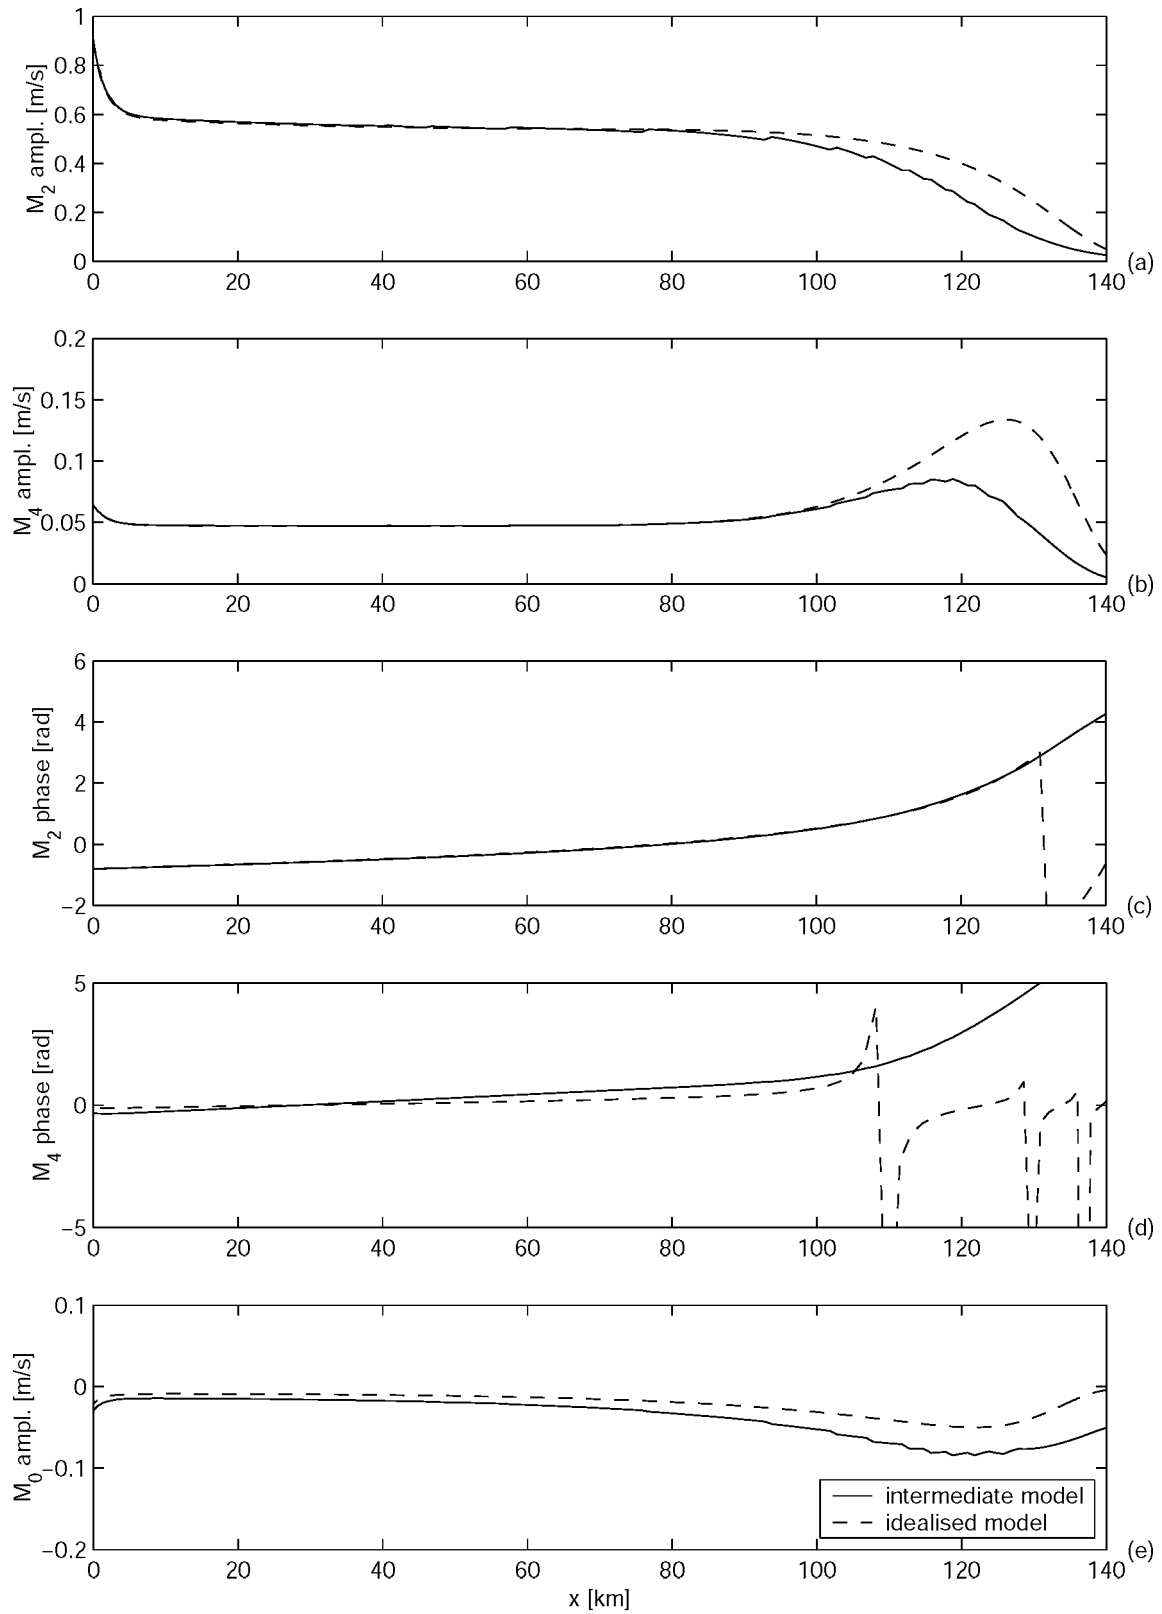 1
0.8
0.6
0.4
0.2
0
M2 ampl. [m/s]
0 20 40 60 80 100 120 140
(a)
0.2
0.15
0.1
0.05
0
M4 ampl. [m/s]
0 20 40 60 80 100 120 140
(b)
6
4
2
0
−2
M2 phase [rad]
0 20 40 60 80 100 120 140
(c)
5
0
−5
M4 phase [rad]
0 20 40 60 80 100 120 140
(d)
0.1
0
−0.1
−0.2
M0 ampl. [m/s]
intermediate model
idealised model
0 20 40 60 80 100 120 140
(e)
x [km]